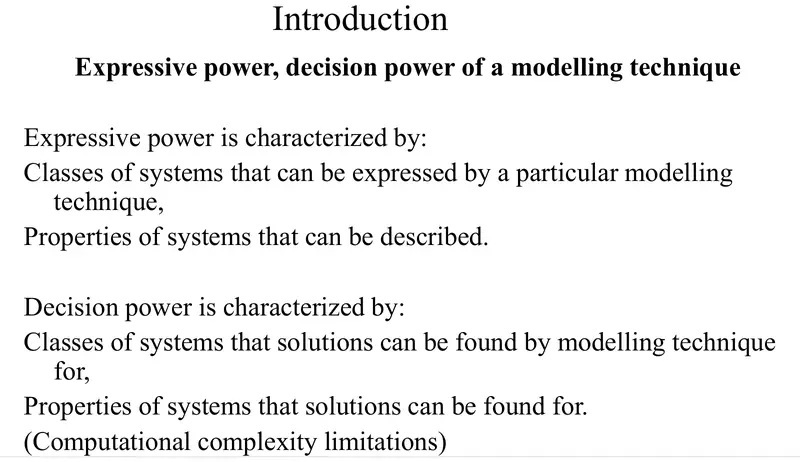 Introduction
Expressive power, decision power of a modelling technique
Expressive power is characterized by:
Classes of systems that can be expressed by a particular modelling
technique,
Properties of systems that can be described.
Decision power is characterized by:
Classes of systems that solutions can be found by modelling technique
for,
Properties of systems that solutions can be found for.
(Computational complexity limitations)